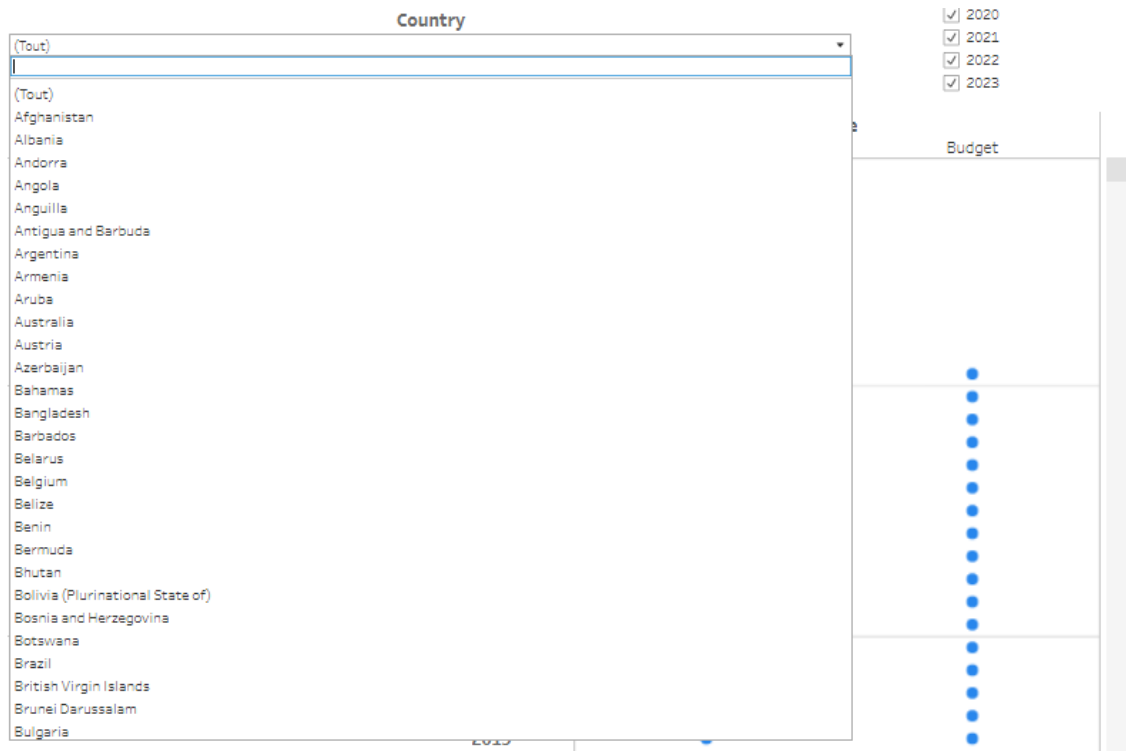 Country
(Tout)
(Tout)
Afghanistan
Albania
Andorra
Angola
Anguilla
Antigua and Barbuda
Argentina
Armenia
Aruba
Australia
Austria
Azerbaijan
Bahamas
Bangladesh
Barbados
Belarus
Belgium
Belize
Benin
Bermuda
Bhutan
Bolivia (Plurinational State of)
Bosnia and Herzegovina
Botswana
Brazil
British Virgin Islands
Brunei Darussalam
Bulgaria
2020
2021
2022
2023
Budget